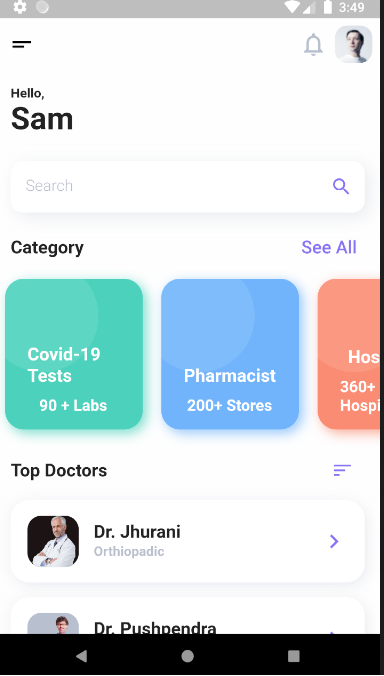 3:49
Hello,
Sam
Search
Category
See All
Covid-19
Tests
90 + Labs
Pharmacist
200+ Stores
Hos
360+
Hospi
Top Doctors
Dr. Jhurani
Orthiopadic
Dr. Pushpendra